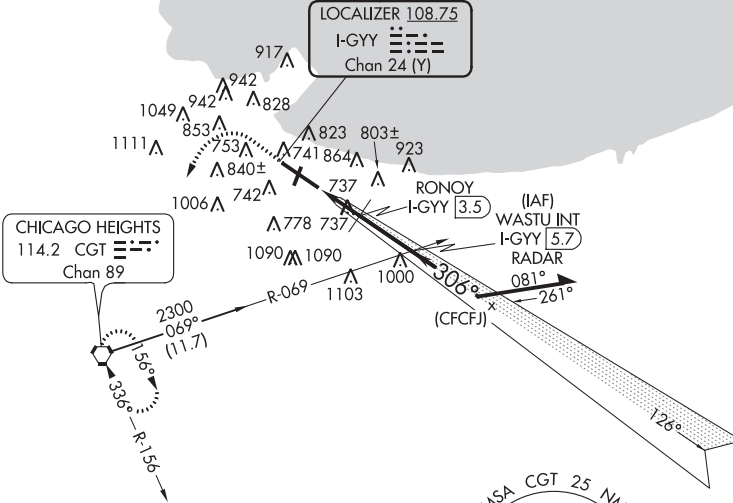 LOCALIZER 108.75
I-GYY
Chan 24 (Y)
917
942
942
828
1049
853
1111
753
823
803±
741
864
923
840±
742
737
1006
737
778
RONOY
I-GYY 3.5
(IAF)
WASTU INT
I-GYY 5.7
RADAR
CHICAGO HEIGHTS
114.2 CGT
Chan 89
1090
1090
1000
1103
306°
081°
261°
x
(CFCFJ)
R-069
2300
069°
(11.7)
156°
336°
R-156
126°
MSA CGT 25 NM